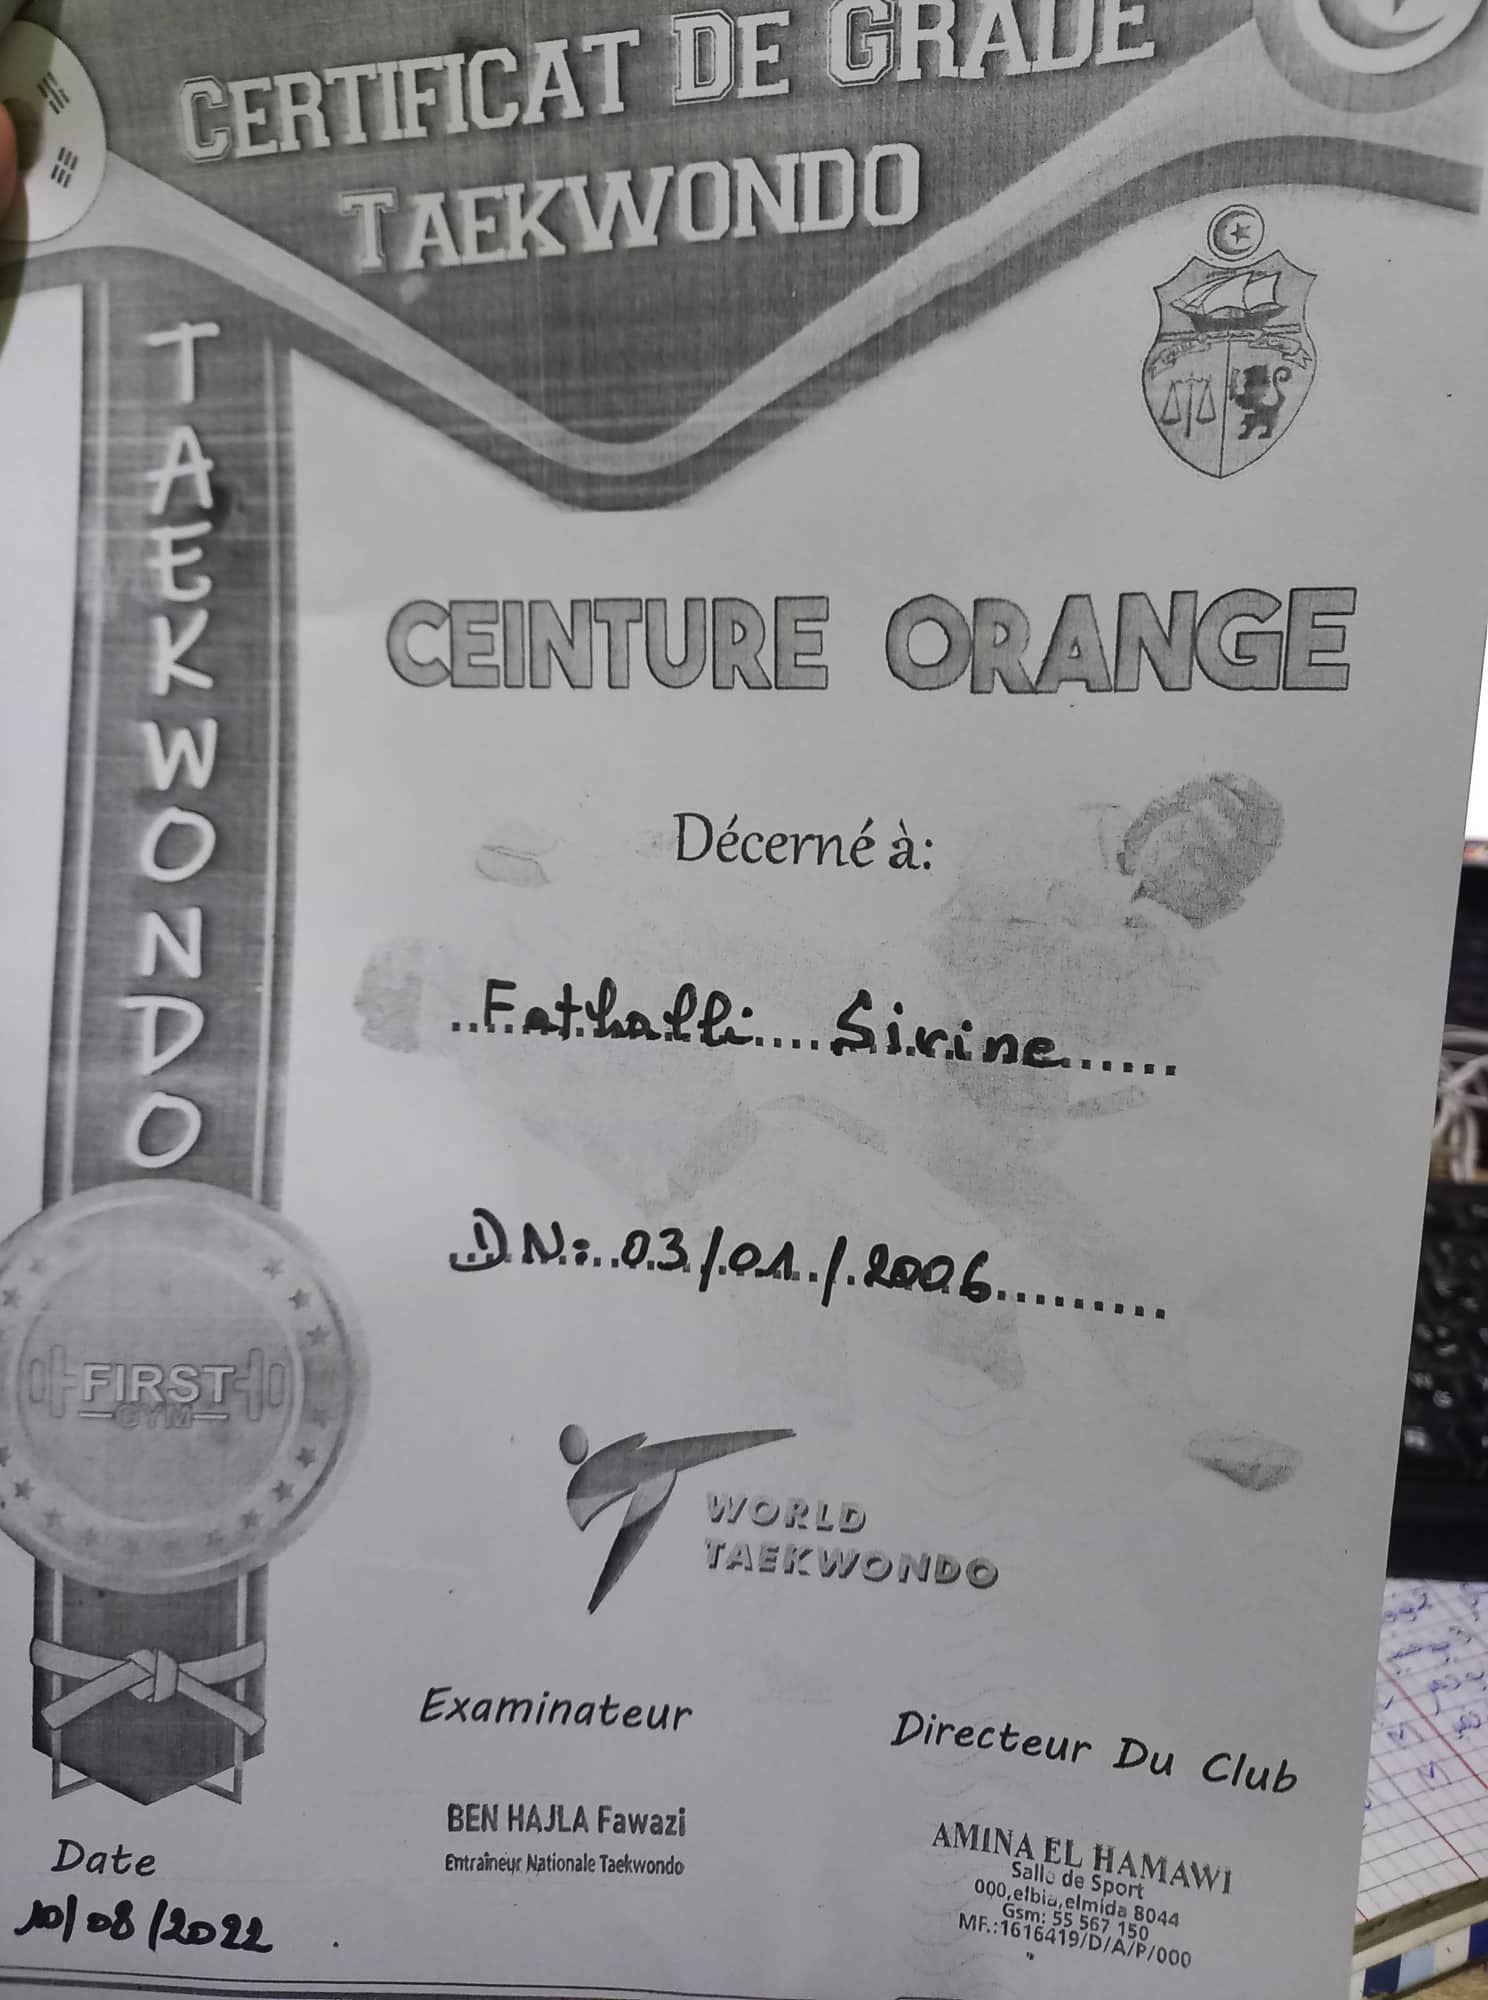 CERTIFICAT DE GRADE
TAEKWONDO
TAEKWONDO
CEINTURE ORANGE
Décerné à:
Fathalli Sirine
DN: 03/01/2006
FIRST
GYM
WORLD
TAEKWONDO
Examinateur
Directeur Du Club
BEN HAJLA Fawazi
Entraîneur Nationale Taekwondo
AMINA EL HAMAWI
Salle de Sport
000,elbia,elmida 8044
Gsm: 55 567 150
MF.:1616419/D/A/P/000
Date
10/08/2022